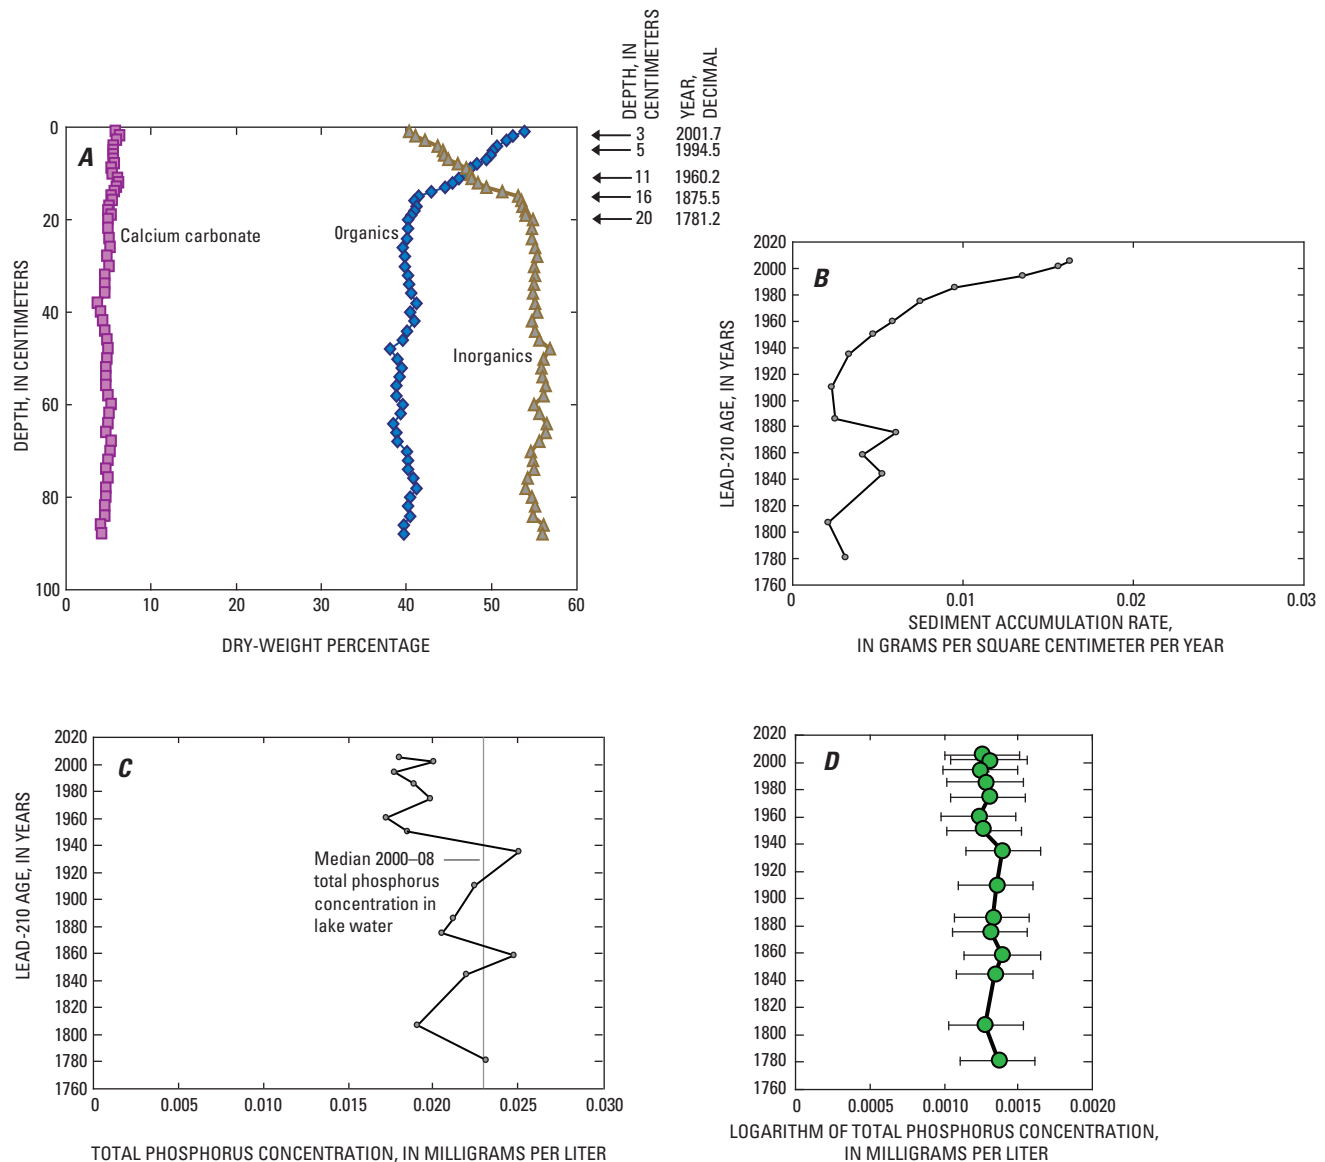 DEPTH, IN
CENTIMETERS
YEAR,
DECIMAL
3 2001.7
5 1994.5
11 1960.2
16 1875.5
20 1781.2
A
0
20
40
60
80
100
DEPTH, IN CENTIMETERS
Calcium carbonate
Organics
Inorganics
0 10 20 30 40 50 60
DRY-WEIGHT PERCENTAGE
B
2020
2000
1980
1960
1940
1920
1900
1880
1860
1840
1820
1800
1780
1760
LEAD-210 AGE, IN YEARS
0 0.01 0.02 0.03
SEDIMENT ACCUMULATION RATE,
IN GRAMS PER SQUARE CENTIMETER PER YEAR
C
2020
2000
1980
1960
1940
1920
1900
1880
1860
1840
1820
1800
1780
1760
LEAD-210 AGE, IN YEARS
Median 2000–08
total phosphorus
concentration in
lake water
0 0.005 0.010 0.015 0.020 0.025 0.030
TOTAL PHOSPHORUS CONCENTRATION, IN MILLIGRAMS PER LITER
D
2020
2000
1980
1960
1940
1920
1900
1880
1860
1840
1820
1800
1780
1760
0 0.0005 0.0010 0.0015 0.0020
LOGARITHM OF TOTAL PHOSPHORUS CONCENTRATION,
IN MILLIGRAMS PER LITER